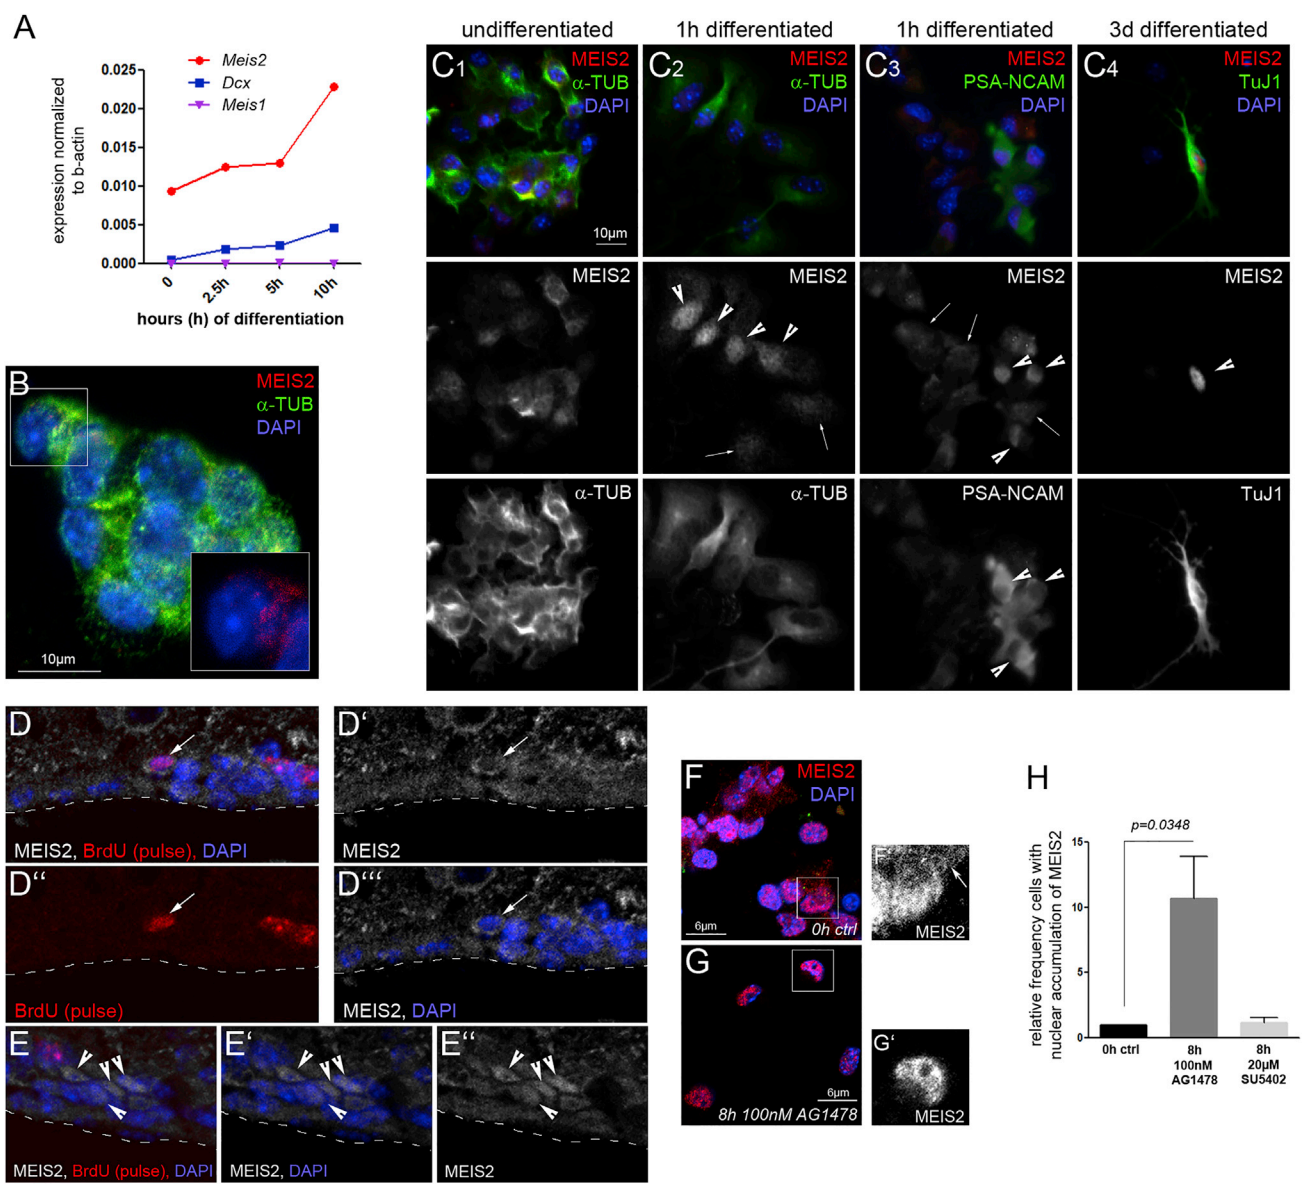 A
Meis2
Dcx
Meis1
expression normalized
to b-actin
0.025
0.020
0.015
0.010
0.005
0.000
0
2.5h
5h
10h
hours (h) of differentiation
B
MEIS2
α-TUB
DAPI
10μm
undifferentiated
1h differentiated
1h differentiated
3d differentiated
C1
MEIS2
α-TUB
DAPI
10μm
C2
MEIS2
α-TUB
DAPI
C3
MEIS2
PSA-NCAM
DAPI
C4
MEIS2
TuJ1
DAPI
MEIS2
MEIS2
MEIS2
MEIS2
α-TUB
α-TUB
PSA-NCAM
TuJ1
D
MEIS2, BrdU (pulse), DAPI
D'
MEIS2
D''
BrdU (pulse)
D'''
MEIS2, DAPI
E
MEIS2, BrdU (pulse), DAPI
E'
MEIS2, DAPI
E''
MEIS2
F
MEIS2
DAPI
6μm
0h ctrl
F'
MEIS2
G
6μm
8h 100nM AG1478
G'
MEIS2
H
p=0.0348
relative frequency cells with
nuclear accumulation of MEIS2
15
10
5
0
0h ctrl
8h
100nM
AG1478
8h
20μM
SU5402